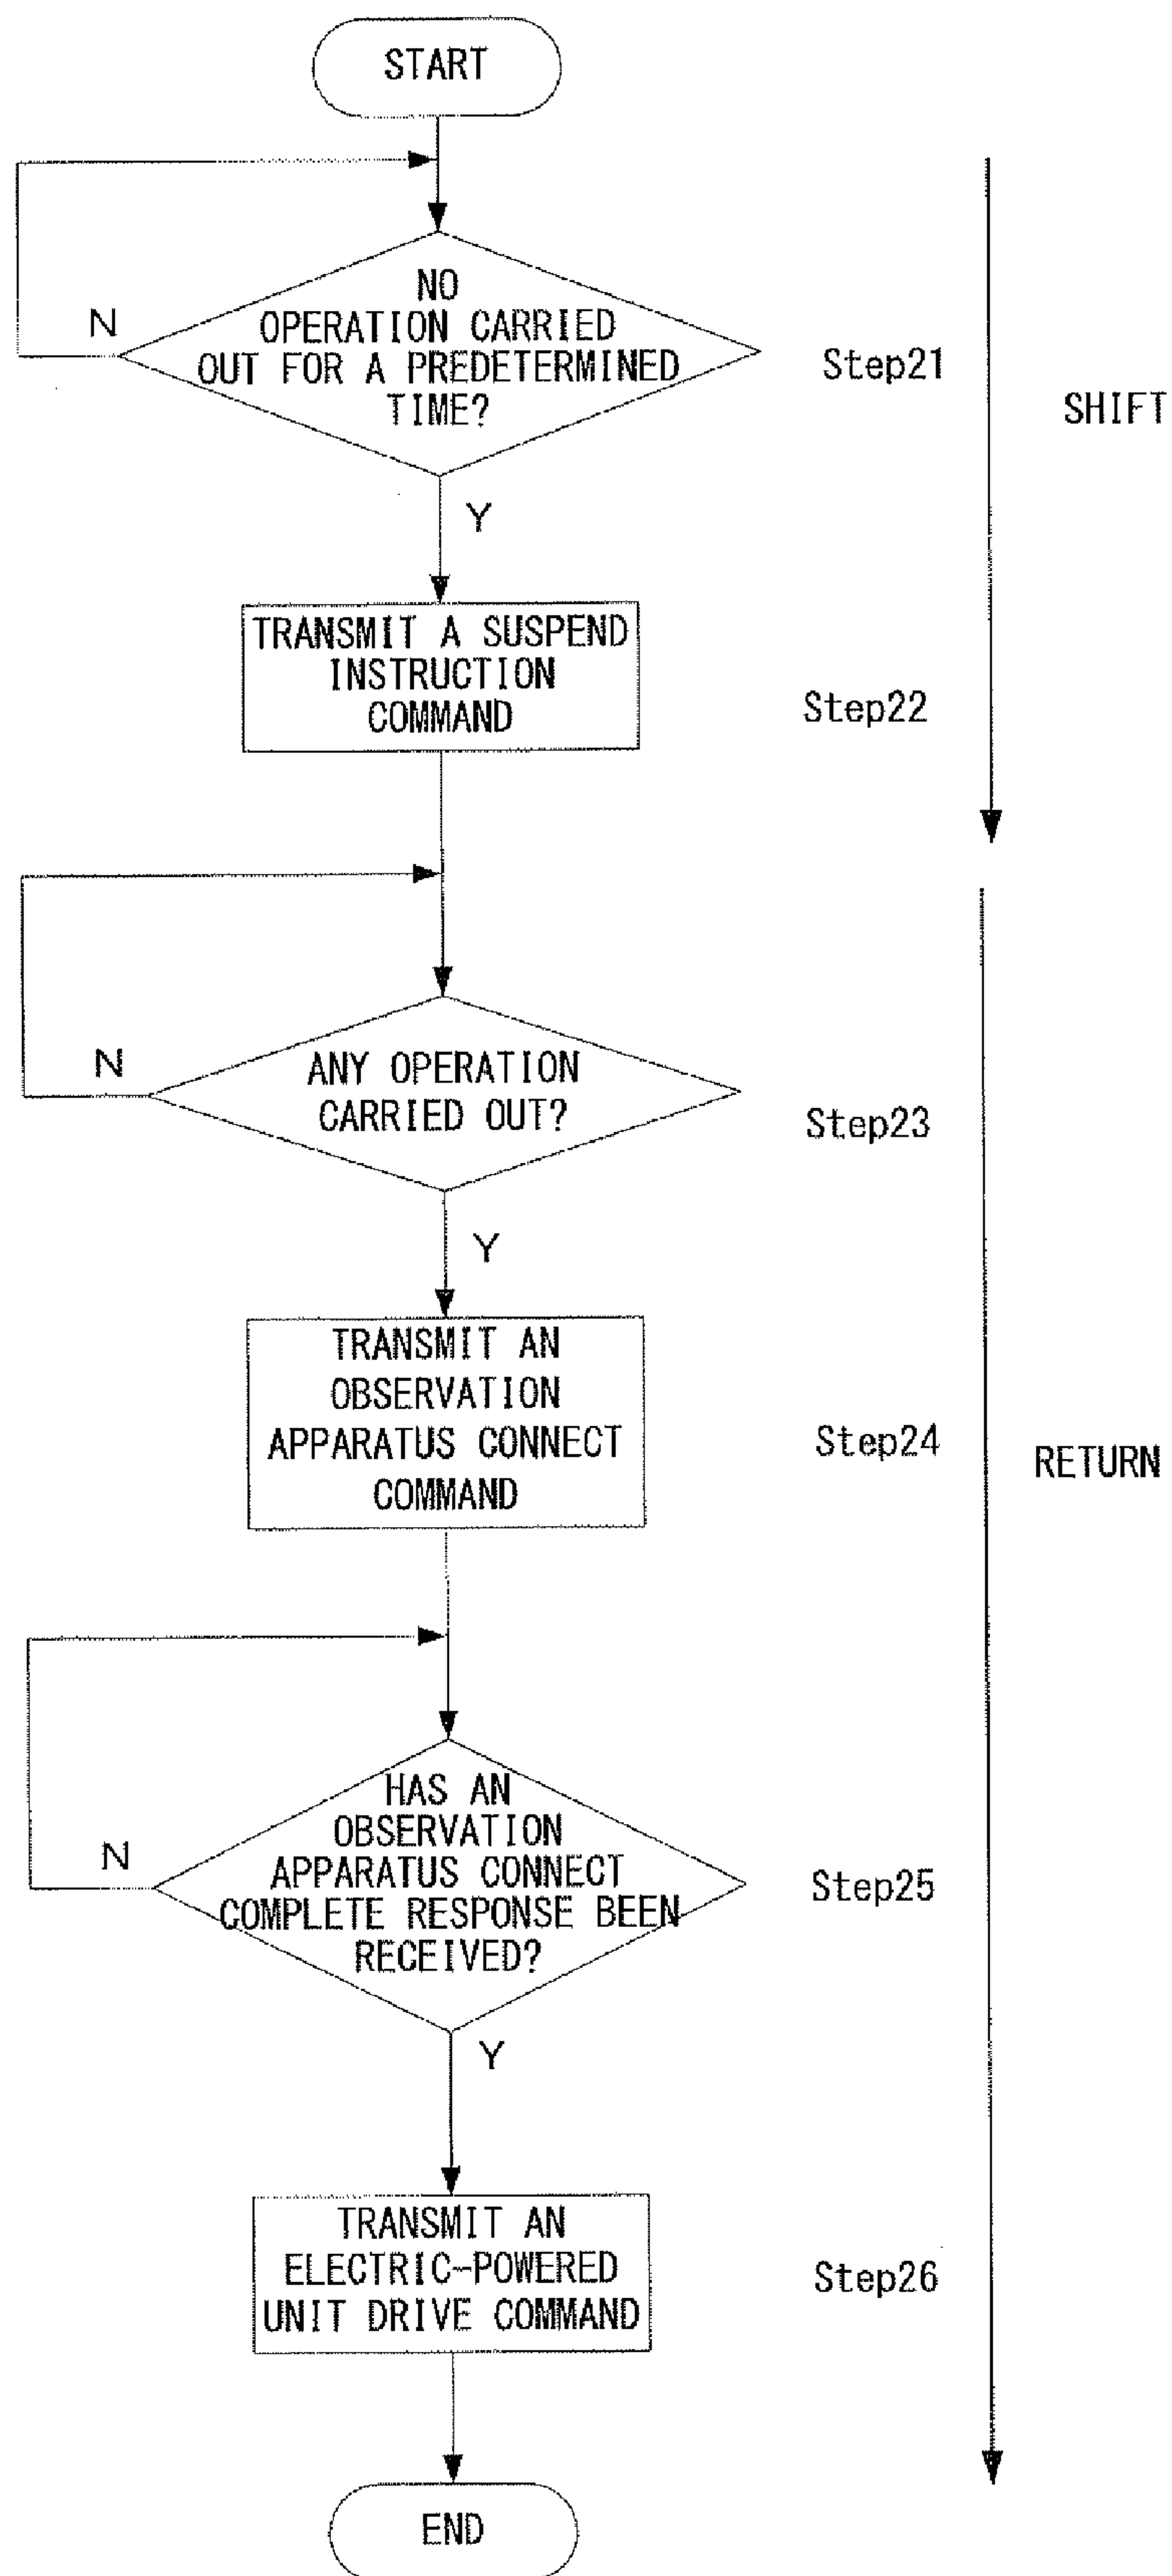 START
N
NO
OPERATION CARRIED
OUT FOR A PREDETERMINED
TIME?
Step21
SHIFT
Y
TRANSMIT A SUSPEND
INSTRUCTION
COMMAND
Step22
N
ANY OPERATION
CARRIED OUT?
Step23
Y
TRANSMIT AN
OBSERVATION
APPARATUS CONNECT
COMMAND
Step24
RETURN
N
HAS AN
OBSERVATION
APPARATUS CONNECT
COMPLETE RESPONSE BEEN
RECEIVED?
Step25
Y
TRANSMIT AN
ELECTRIC-POWERED
UNIT DRIVE COMMAND
Step26
END